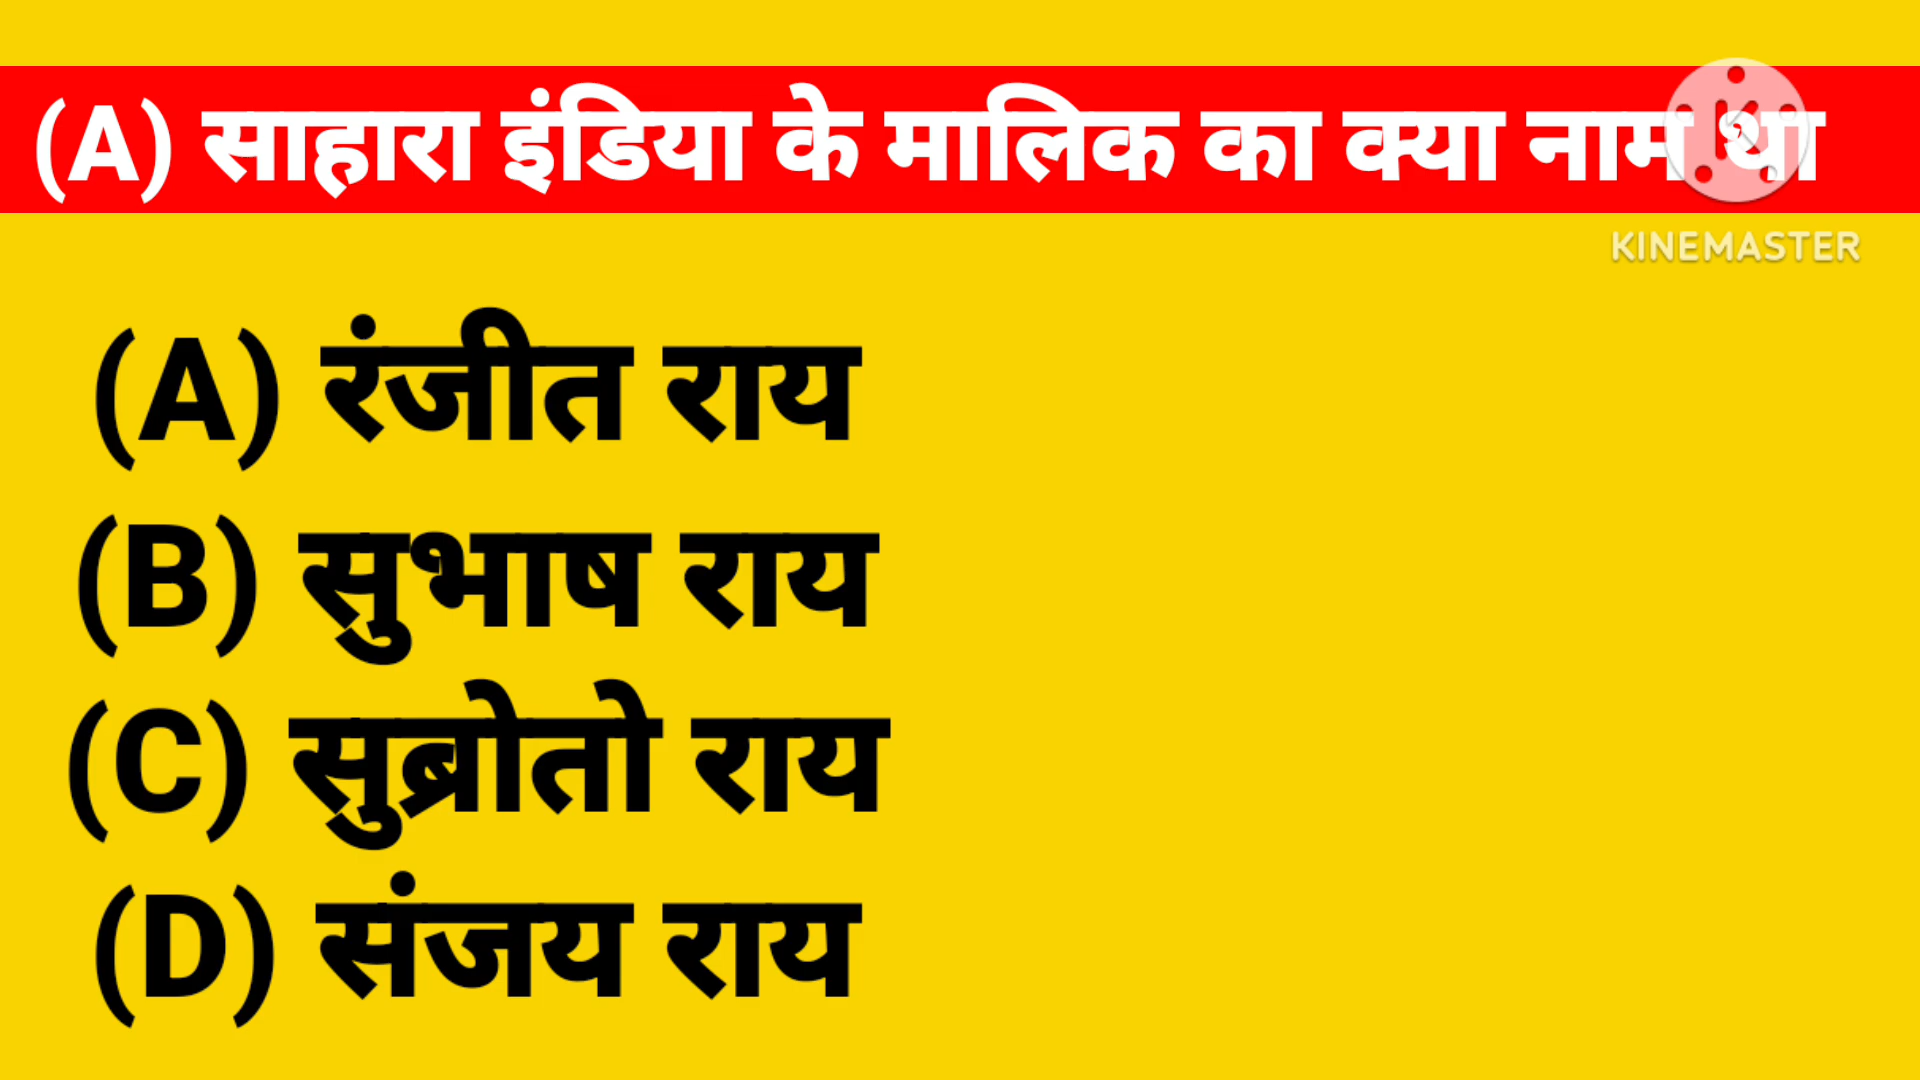 (A) साहारा इंडिया के मालिक का क्या नाम था
KINEMASTER
(A) रंजीत राय
(B) सुभाष राय
(C) सुब्रोतो राय
(D) संजय राय